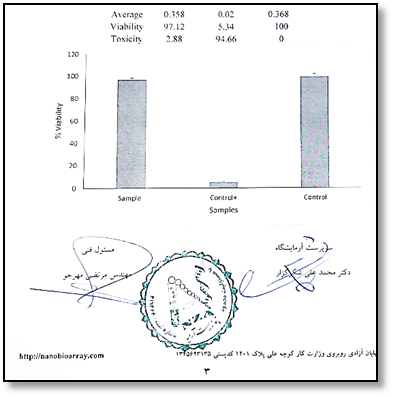 Average 0.358 0.02 0.368
Viability 97.12 5.34 100
Toxicity 2.88 94.66 0
120
100
80
60
40
20
0
% Viability
Sample Control+ Control
Samples
مسئول فنی
سرپرست آزمایشگاه
مهندس مرتضی مهرجو
دکتر محمد علی شکرگزار
http://nanobioarray.com
خیابان آزادی روبروی وزارت کار کوچه علی پلاک ۱۲۰۱ کدپستی ۱۳۴۵۶۹۳۱۳۵
۳